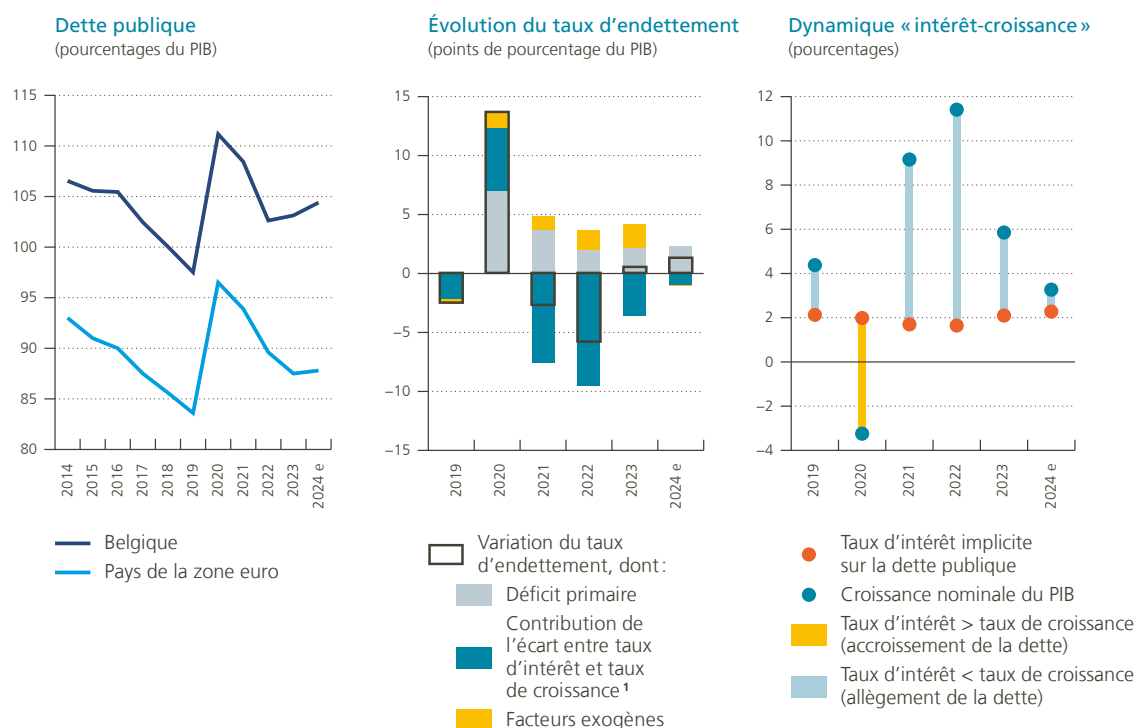 Dette publique
(pourcentages du PIB)
115
110
105
100
95
90
85
80
2014
2015
2016
2017
2018
2019
2020
2021
2022
2023
2024 e
Belgique
Pays de la zone euro
Évolution du taux d’endettement
(points de pourcentage du PIB)
15
10
5
0
−5
−10
−15
2019
2020
2021
2022
2023
2024 e
Variation du taux
d’endettement, dont :
Déficit primaire
Contribution de
l’écart entre taux
d’intérêt et taux
de croissance ¹
Facteurs exogènes
Dynamique « intérêt-croissance »
(pourcentages)
12
10
8
6
4
2
0
−2
−4
2019
2020
2021
2022
2023
2024 e
Taux d’intérêt implicite
sur la dette publique
Croissance nominale du PIB
Taux d’intérêt > taux de croissance
(accroissement de la dette)
Taux d’intérêt < taux de croissance
(allègement de la dette)